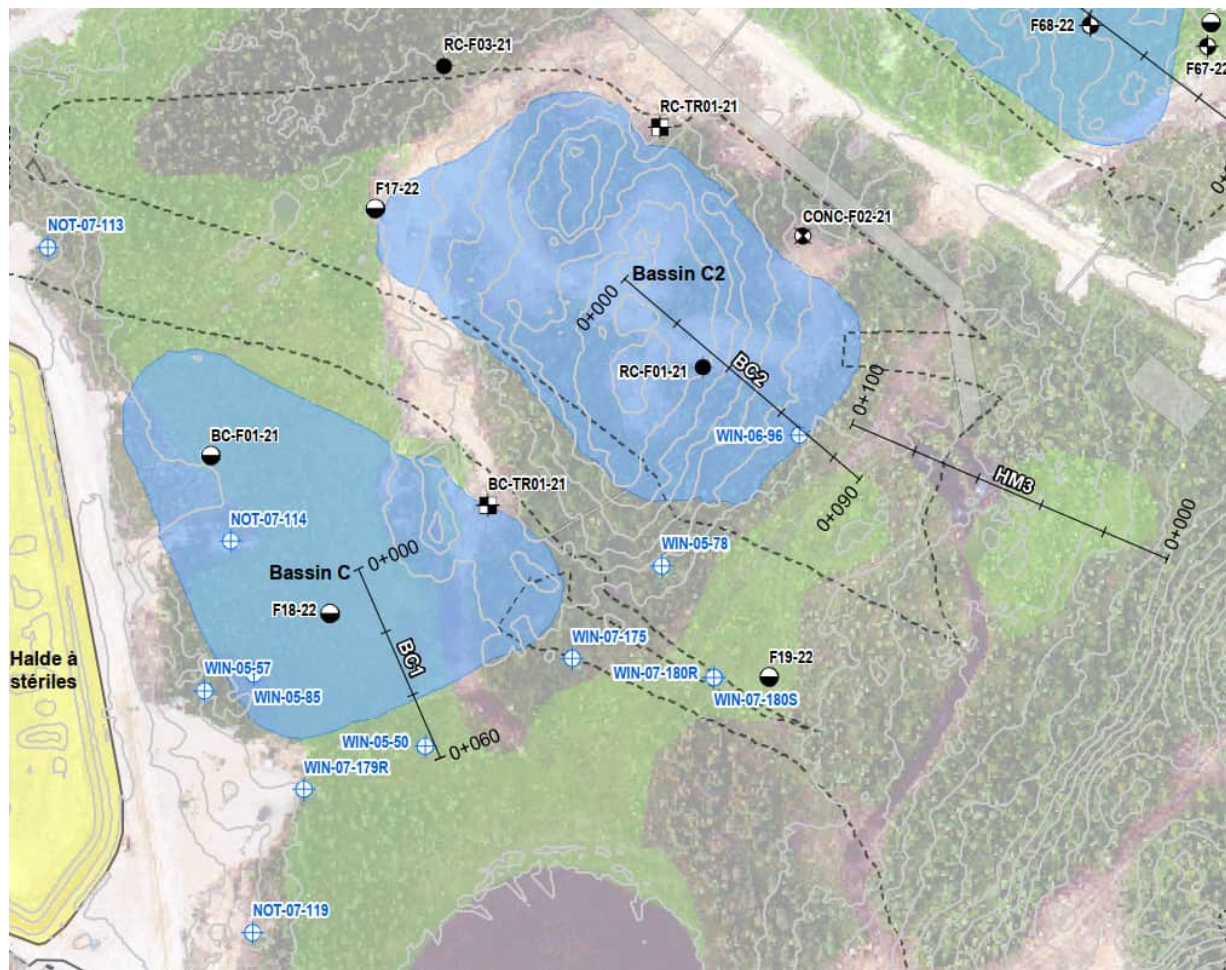 F68-22
F67-22
RC-F03-21
RC-TR01-21
F17-22
NOT-07-113
CONC-F02-21
Bassin C2
0+000
RC-F01-21
BC2
0+100
WIN-06-96
BC-F01-21
BC-TR01-21
HM3
0+090
0+000
NOT-07-114
WIN-05-78
0+000
Bassin C
F18-22
BC1
WIN-07-175
Halde à
stériles
WIN-05-57
WIN-05-85
WIN-07-180R
F19-22
WIN-07-180S
WIN-05-50
0+060
WIN-07-179R
NOT-07-119